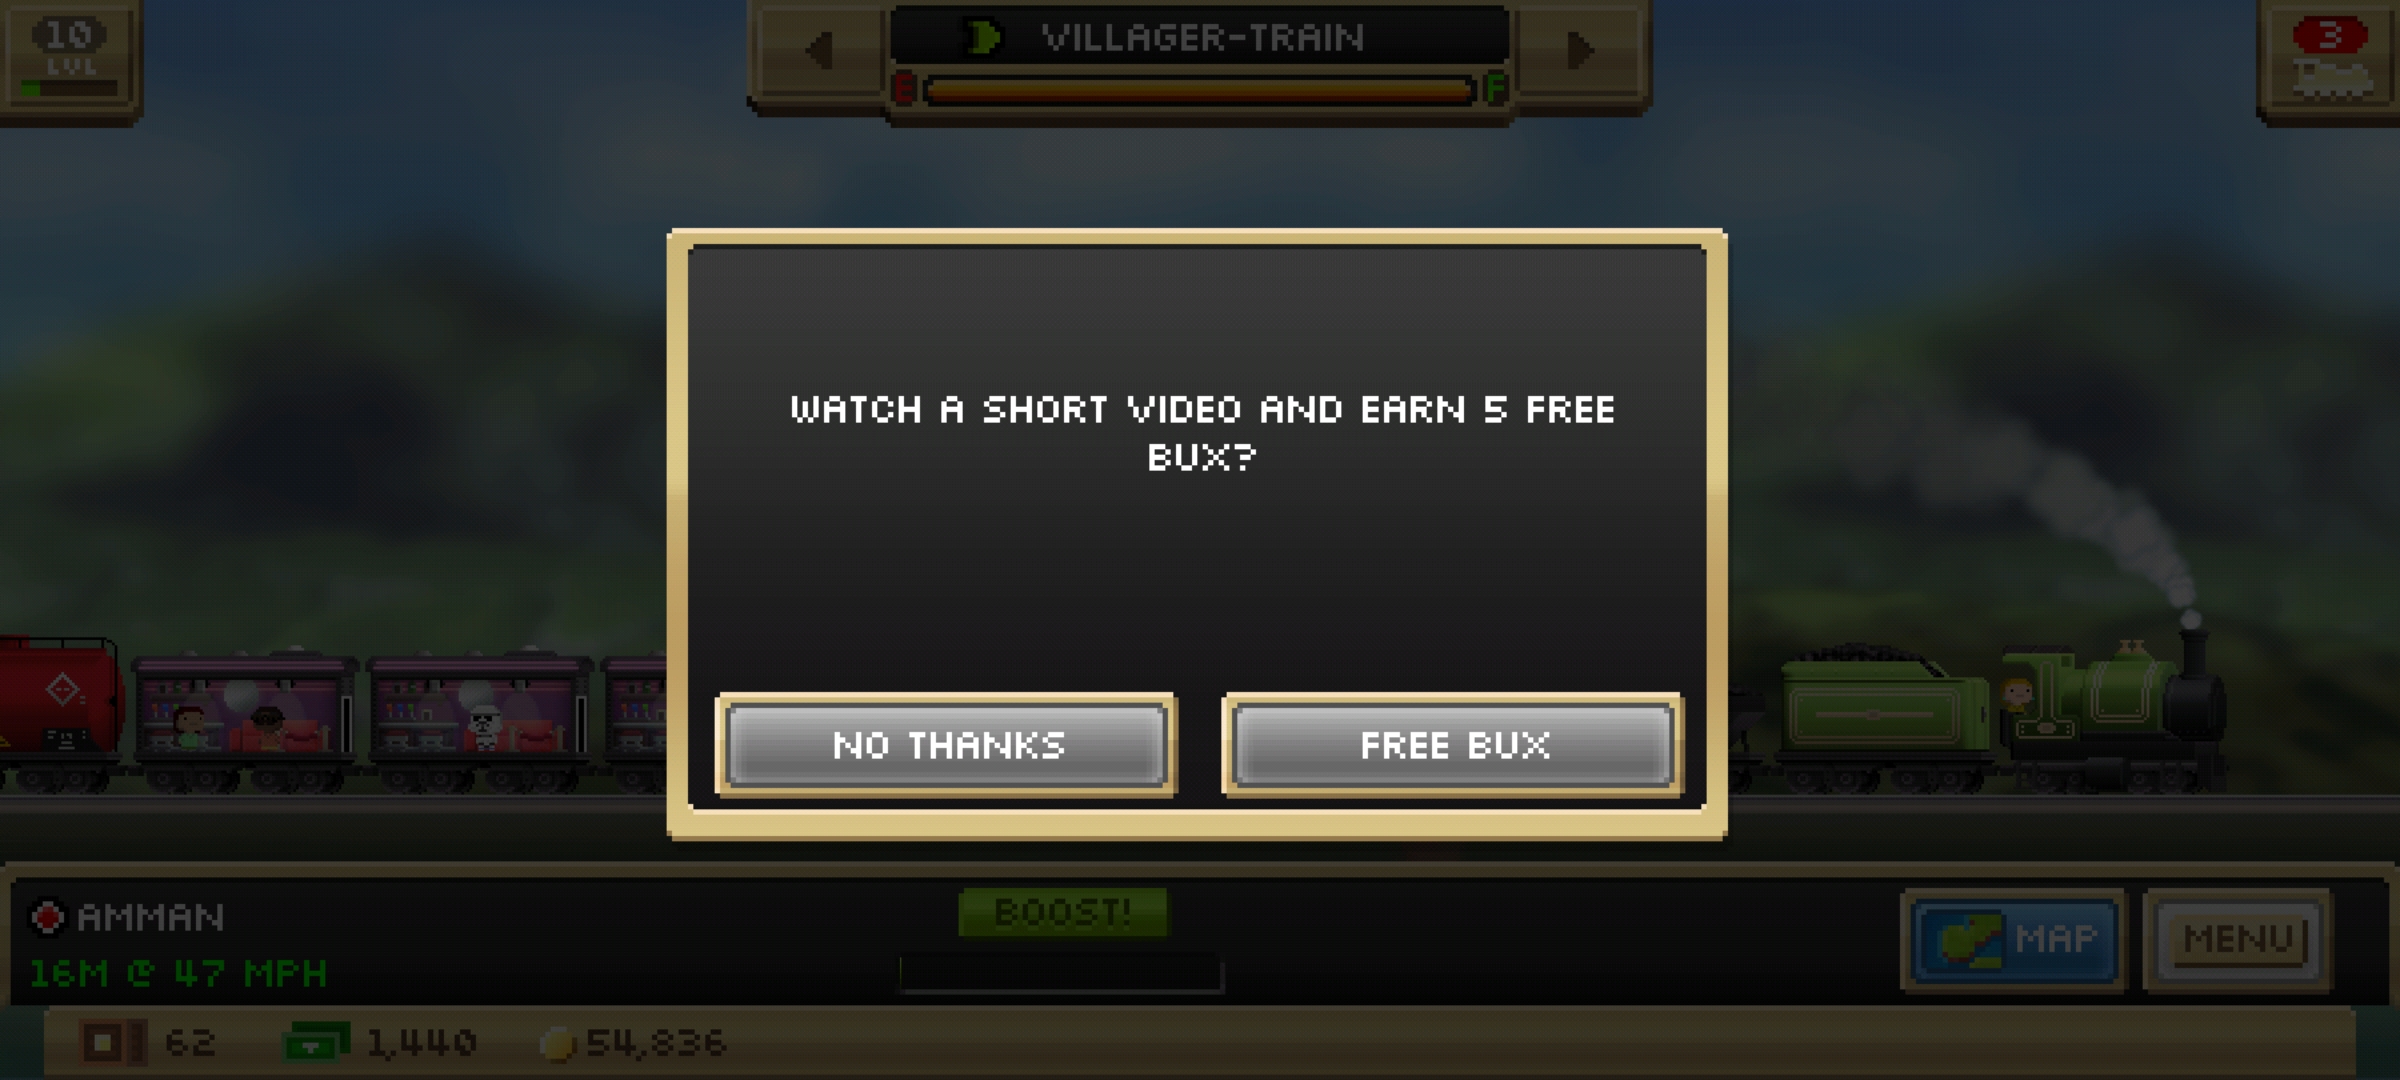 10
LVL
VILLAGER-TRAIN
E F
3
WATCH A SHORT VIDEO AND EARN 5 FREE
BUX?
NO THANKS
FREE BUX
AMMAN
16M @ 47 MPH
BOOST!
MAP
MENU
62
1,440
54,836